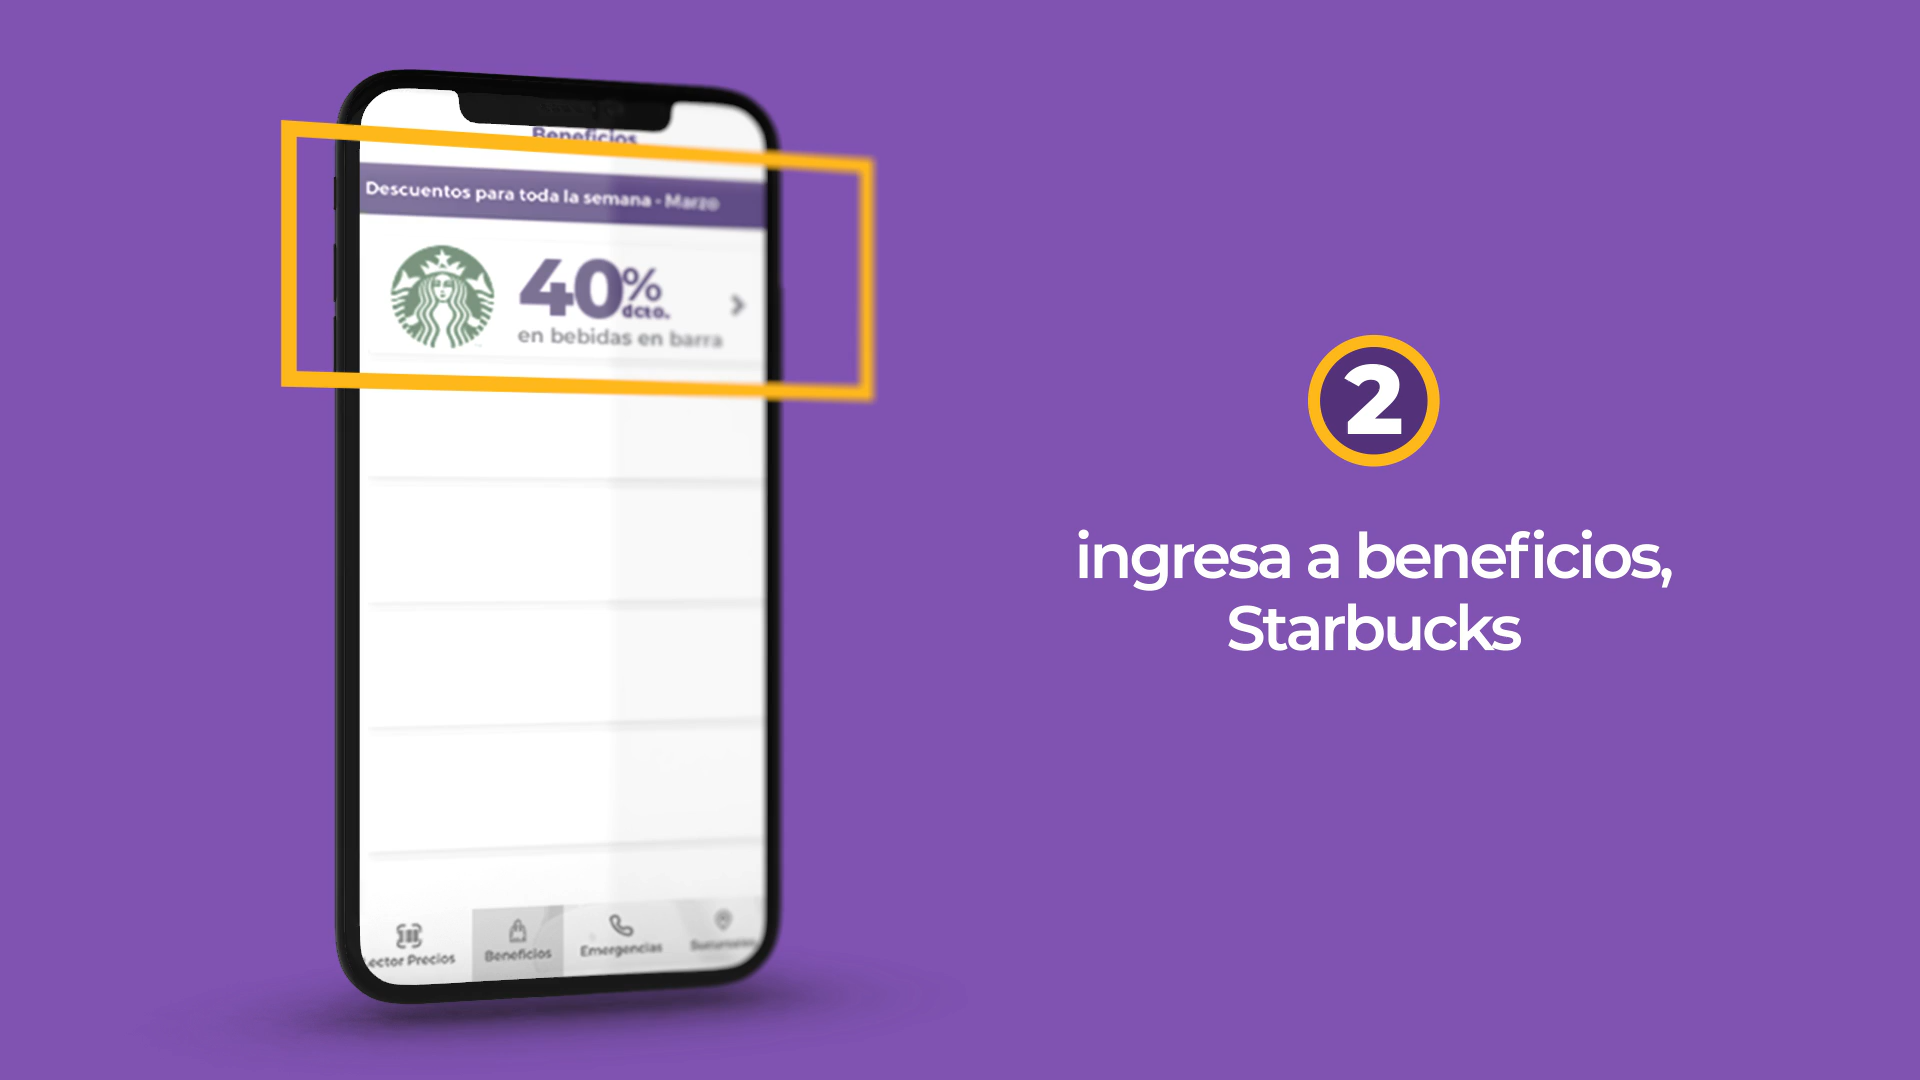 Beneficios
Descuentos para toda la semana - Marzo
40%
dcto.
en bebidas en barra
ector Precios
Beneficios
Emergencias
Sucursales
2
ingresa a beneficios,
Starbucks